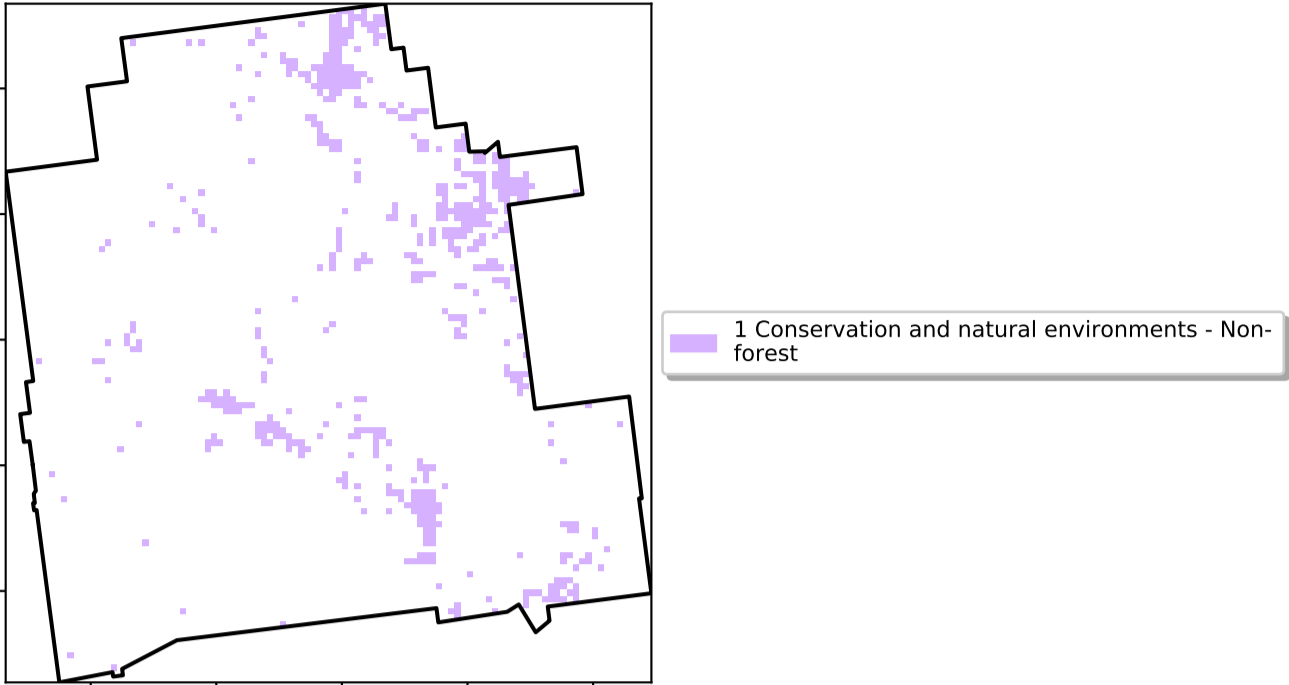 1 Conservation and natural environments - Non-
forest